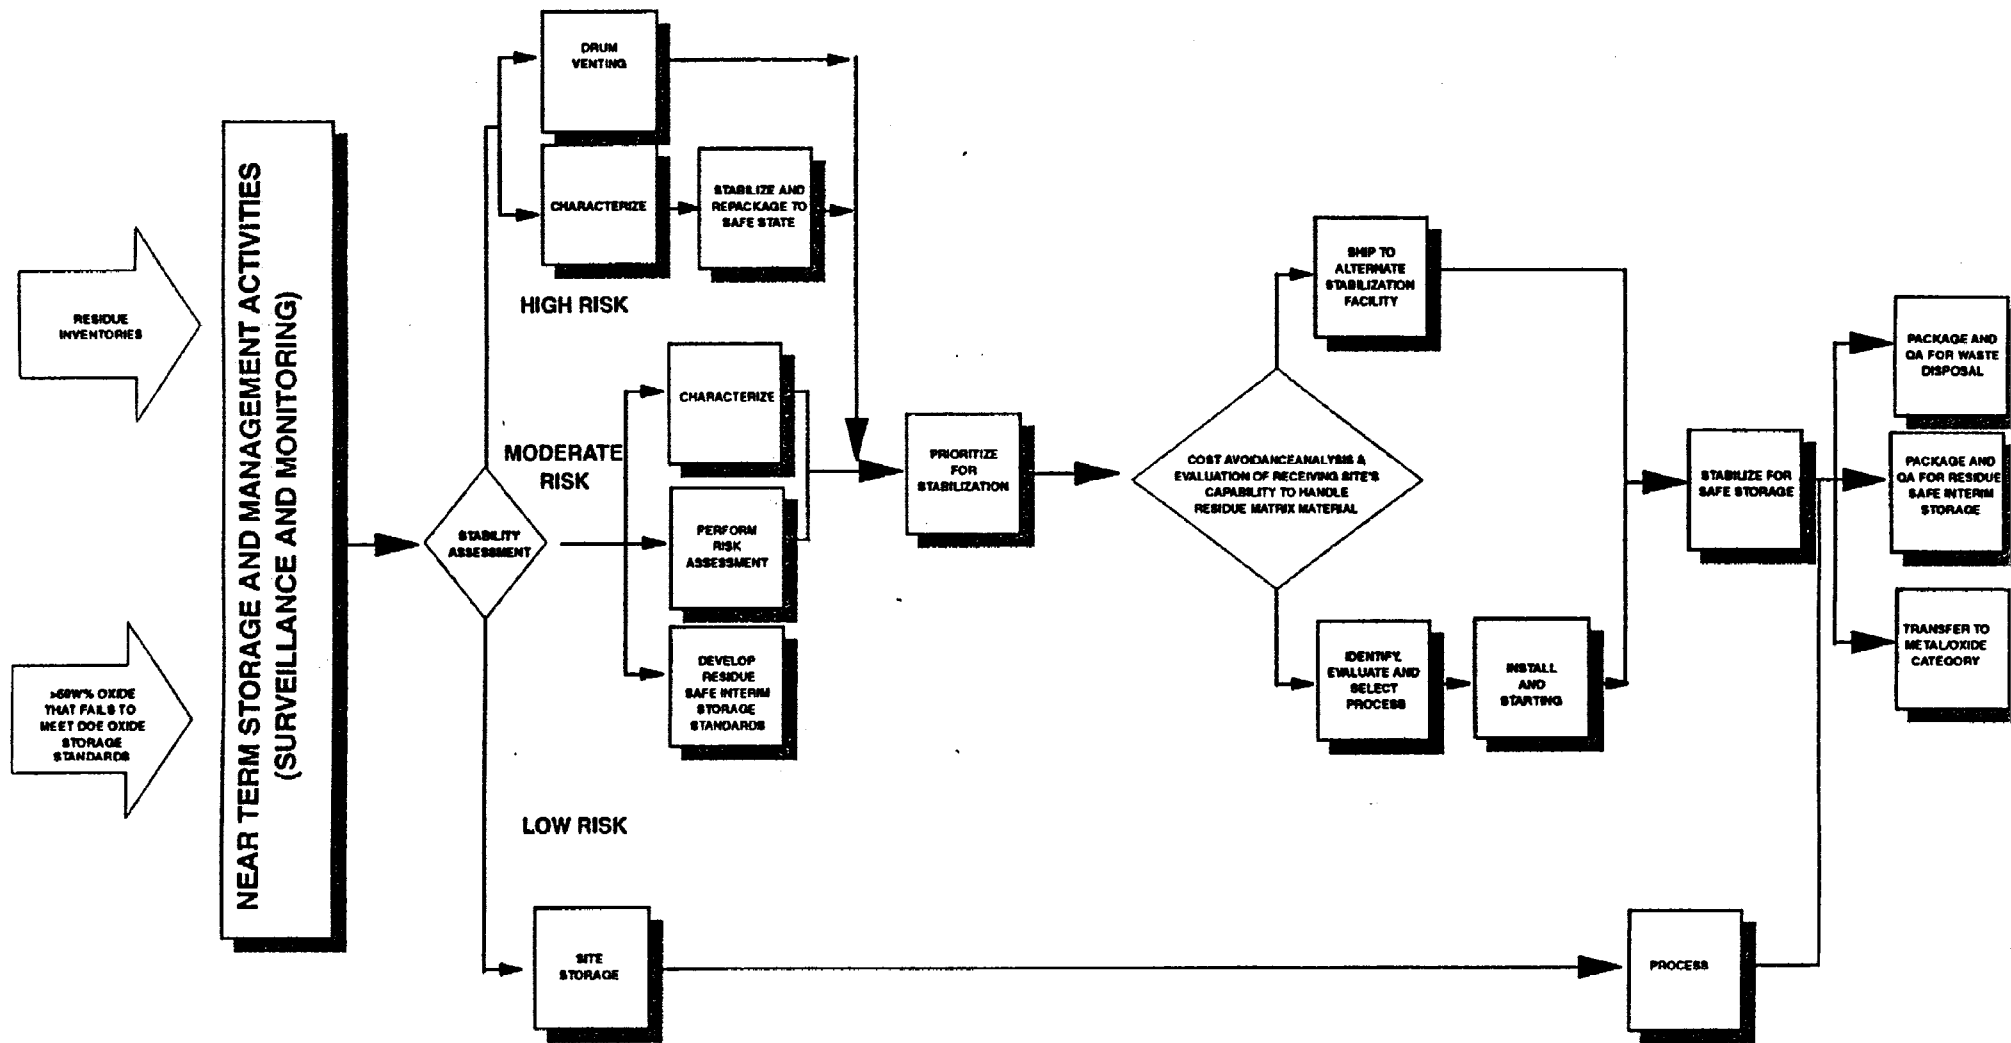 RESIDUE
INVENTORIES
>50W% OXIDE
THAT FAILS TO
MEET DOE OXIDE
STORAGE
STANDARDS
NEAR TERM STORAGE AND MANAGEMENT ACTIVITIES
(SURVEILLANCE AND MONITORING)
STABILITY
ASSESSMENT
DRUM
VENTING
CHARACTERIZE
STABILIZE AND
REPACKAGE TO
SAFE STATE
HIGH RISK
CHARACTERIZE
MODERATE
RISK
PERFORM
RISK
ASSESSMENT
DEVELOP
RESIDUE
SAFE INTERIM
STORAGE
STANDARDS
LOW RISK
SITE
STORAGE
PRIORITIZE
FOR
STABILIZATION
COST AVOIDANCEANALYSIS &
EVALUATION OF RECEIVING SITE'S
CAPABILITY TO HANDLE
RESIDUE MATRIX MATERIAL
SHIP TO
ALTERNATE
STABILIZATION
FACILITY
IDENTIFY,
EVALUATE AND
SELECT
PROCESS
INSTALL
AND
STARTING
STABILIZE FOR
SAFE STORAGE
PROCESS
PACKAGE AND
QA FOR WASTE
DISPOSAL
PACKAGE AND
QA FOR RESIDUE
SAFE INTERIM
STORAGE
TRANSFER TO
METAL/OXIDE
CATEGORY